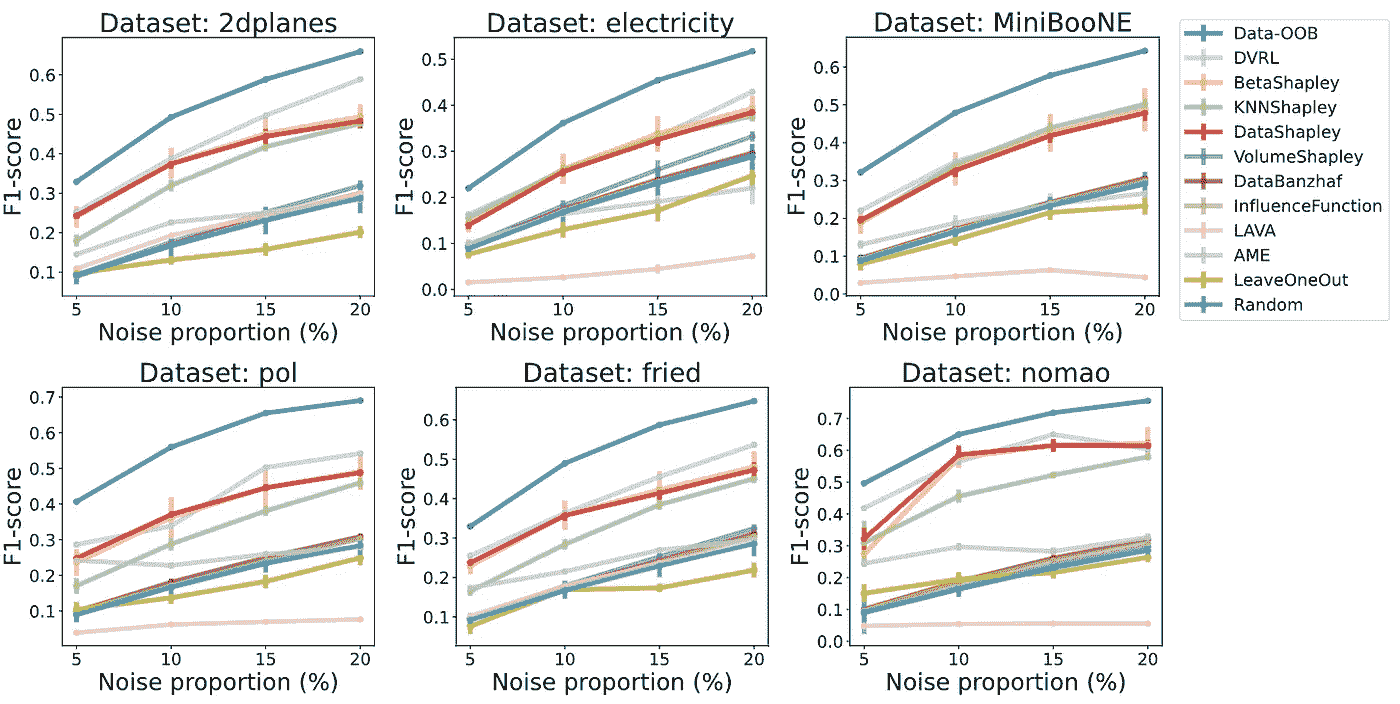 Dataset: 2dplanes
F1-score
0.6
0.5
0.4
0.3
0.2
0.1
5 10 15 20
Noise proportion (%)
Dataset: electricity
F1-score
0.5
0.4
0.3
0.2
0.1
0.0
5 10 15 20
Noise proportion (%)
Dataset: MiniBooNE
F1-score
0.6
0.5
0.4
0.3
0.2
0.1
0.0
5 10 15 20
Noise proportion (%)
Data-OOB
DVRL
BetaShapley
KNNShapley
DataShapley
VolumeShapley
DataBanzhaf
InfluenceFunction
LAVA
AME
LeaveOneOut
Random
Dataset: pol
F1-score
0.7
0.6
0.5
0.4
0.3
0.2
0.1
5 10 15 20
Noise proportion (%)
Dataset: fried
F1-score
0.6
0.5
0.4
0.3
0.2
0.1
5 10 15 20
Noise proportion (%)
Dataset: nomao
F1-score
0.7
0.6
0.5
0.4
0.3
0.2
0.1
0.0
5 10 15 20
Noise proportion (%)